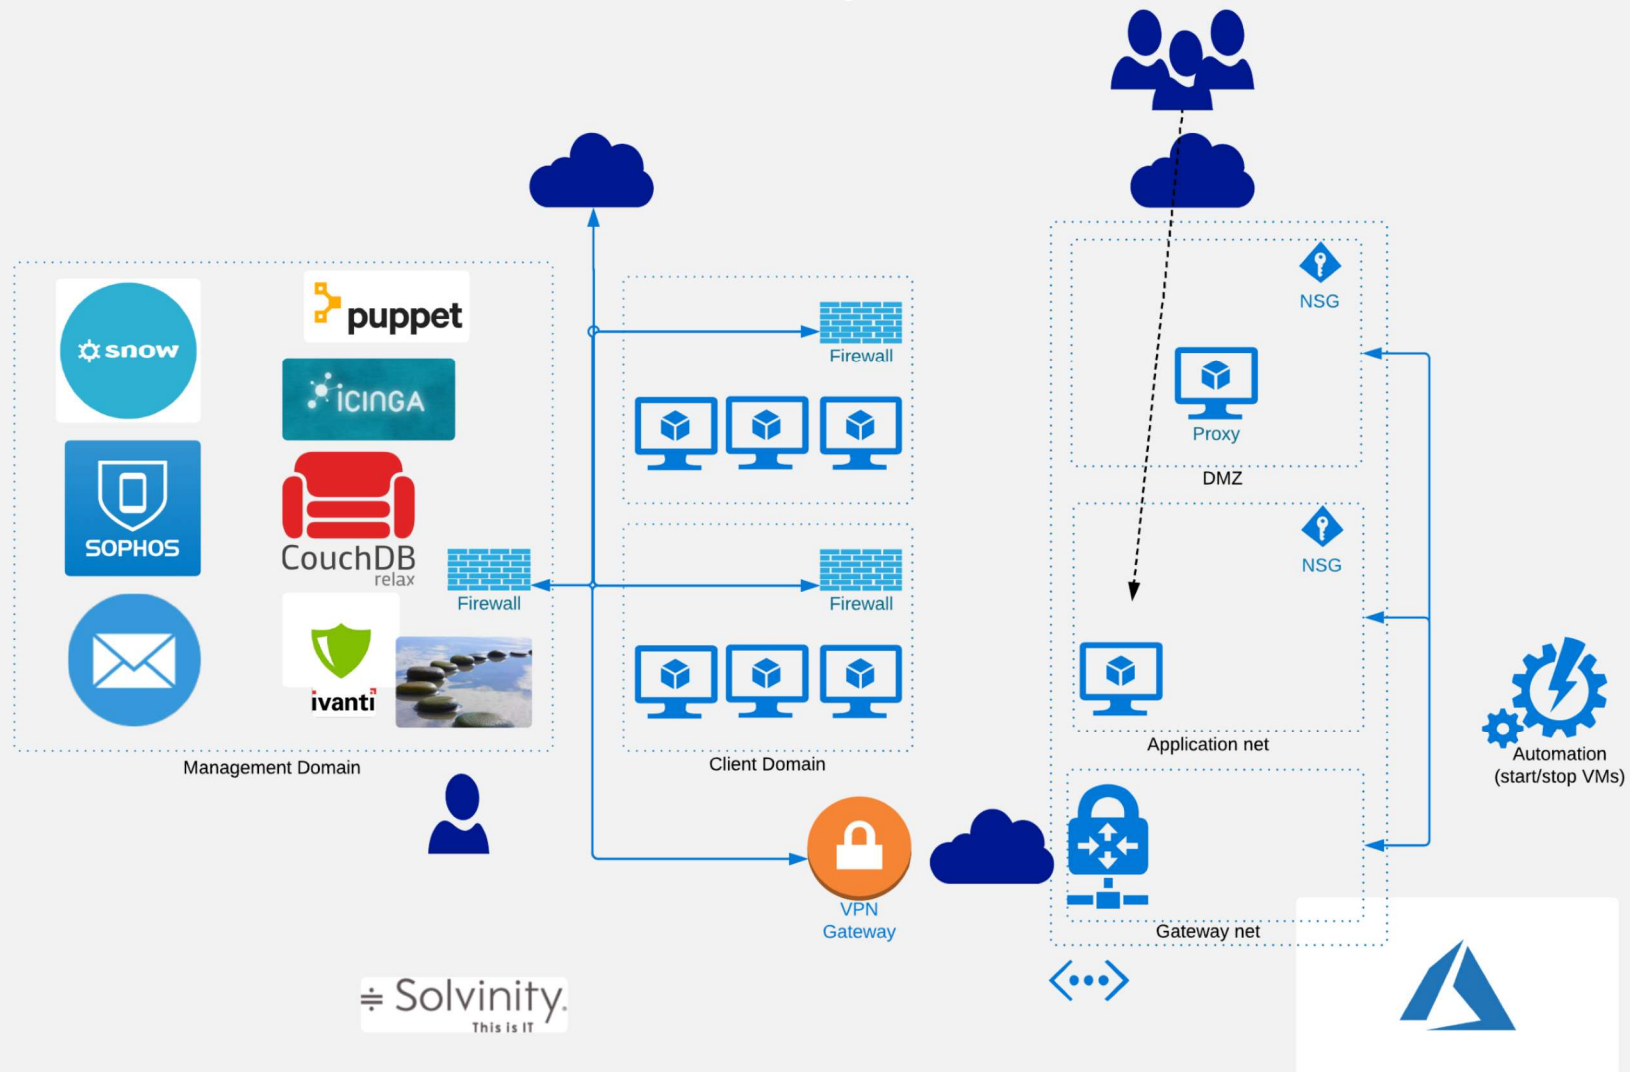 snow
puppet
ICINGA
SOPHOS
CouchDB
relax
ivanti
Firewall
Management Domain
Firewall
Firewall
Client Domain
VPN
Gateway
NSG
Proxy
DMZ
NSG
Application net
Gateway net
Automation
(start/stop VMs)
÷ Solvinity.
This is IT